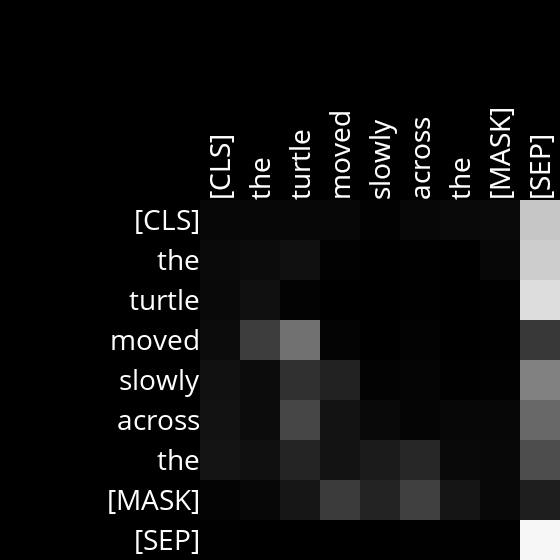 [CLS] the turtle moved slowly across the [MASK] [SEP]
[CLS]
the
turtle
moved
slowly
across
the
[MASK]
[SEP]